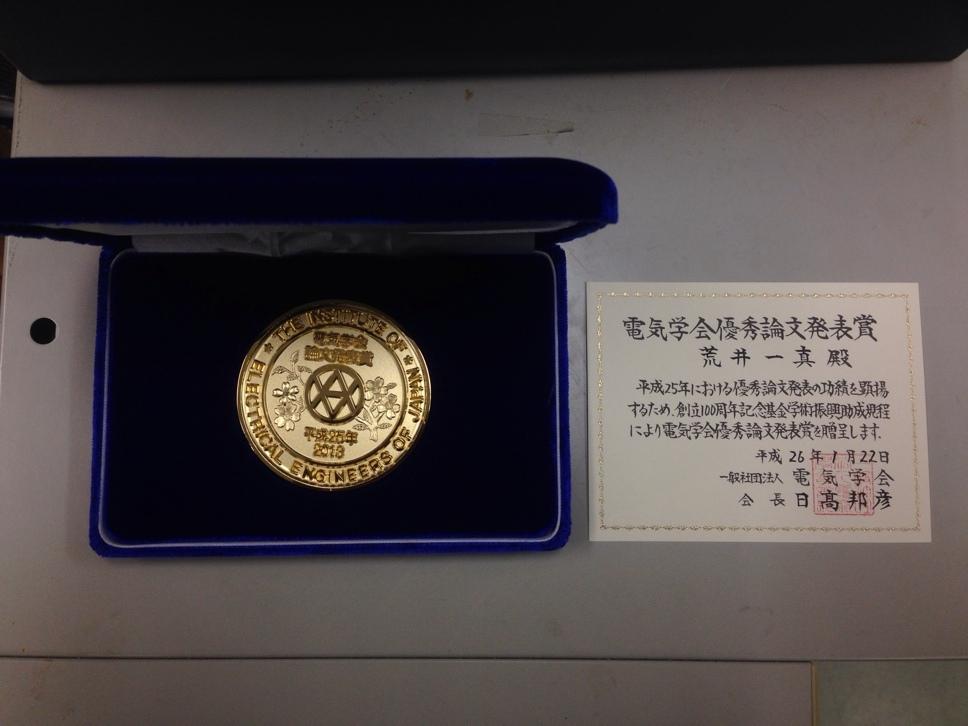 THE INSTITUTE OF
ELECTRICAL ENGINEERS OF JAPAN
電気学会
論文発表賞
平成25年
2013
電気学会優秀論文発表賞
荒井一真 殿
平成25年における優秀論文発表の功績を顕揚
するため、創立100周年記念基金学術振興助成規程
により電気学会優秀論文発表賞を贈呈します.
平成 26 年 1 月 22 日
一般社団法人 電気学会
会長 日髙邦彦